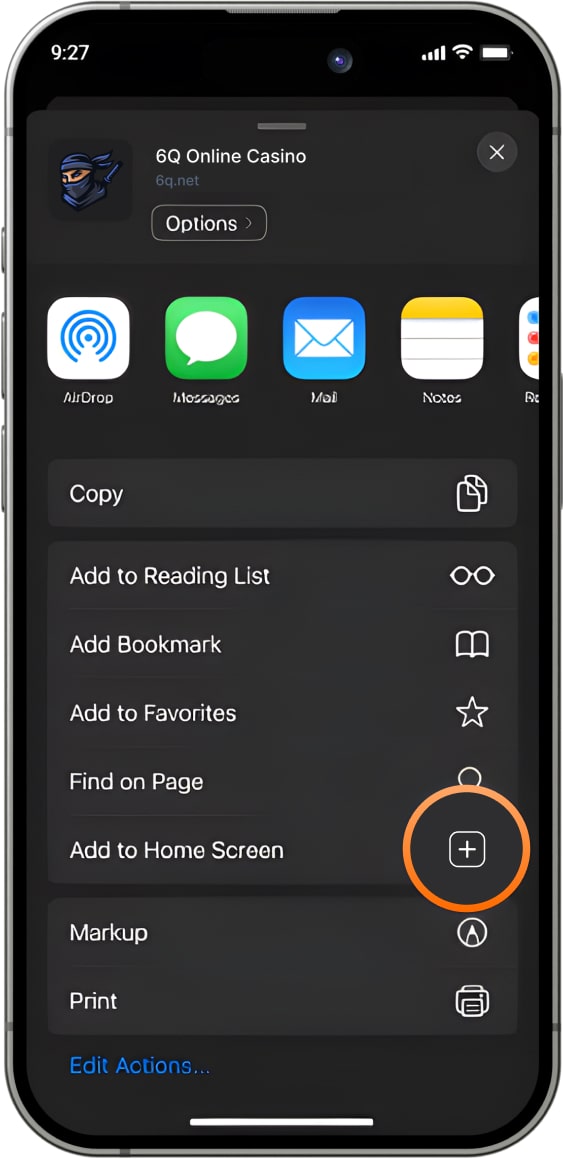 9:27
6Q Online Casino
6q.net
Options
AirDrop
Messages
Mail
Notes
Copy
Add to Reading List
Add Bookmark
Add to Favorites
Find on Page
Add to Home Screen
Markup
Print
Edit Actions...